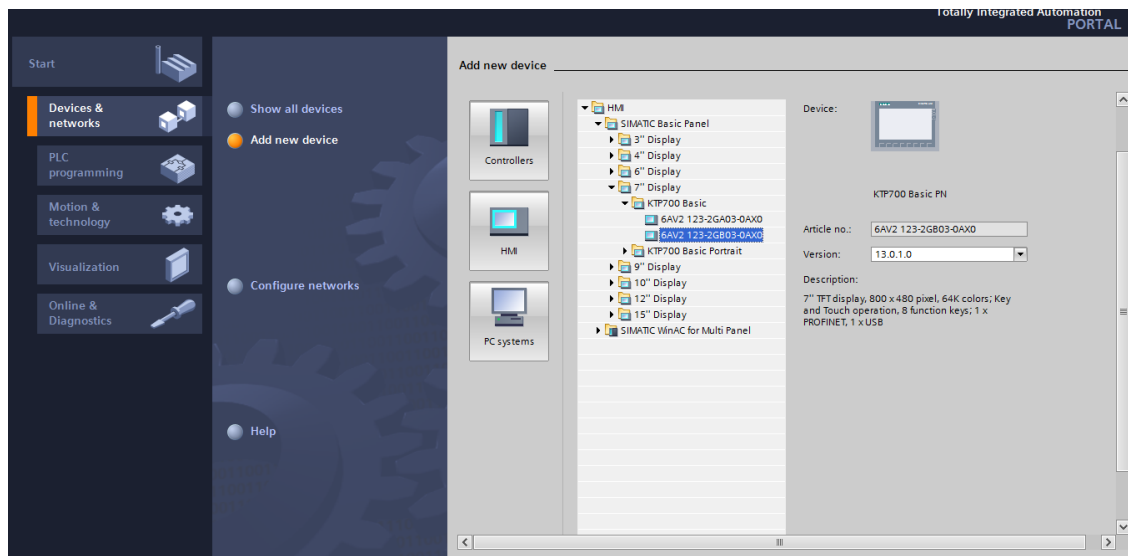 Totally Integrated Automation
PORTAL
Start
Devices &
networks
PLC
programming
Motion &
technology
Visualization
Online &
Diagnostics
Show all devices
Add new device
Configure networks
Help
Add new device
Controllers
HMI
PC systems
HMI
SIMATIC Basic Panel
3" Display
4" Display
6" Display
7" Display
KTP700 Basic
6AV2 123-2GA03-0AX0
6AV2 123-2GB03-0AX0
KTP700 Basic Portrait
9" Display
10" Display
12" Display
15" Display
SIMATIC WinAC for Multi Panel
Device:
KTP700 Basic PN
Article no.: 6AV2 123-2GB03-0AX0
Version: 13.0.1.0
Description:
7" TFT display, 800 x 480 pixel, 64K colors; Key
and Touch operation, 8 function keys; 1 x
PROFINET, 1 x USB